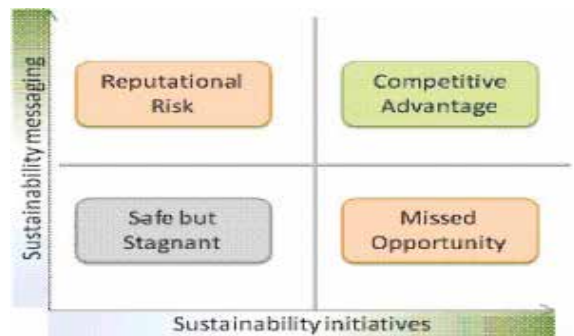 Sustainability messaging
Reputational
Risk
Competitive
Advantage
Safe but
Stagnant
Missed
Opportunity
Sustainability initiatives